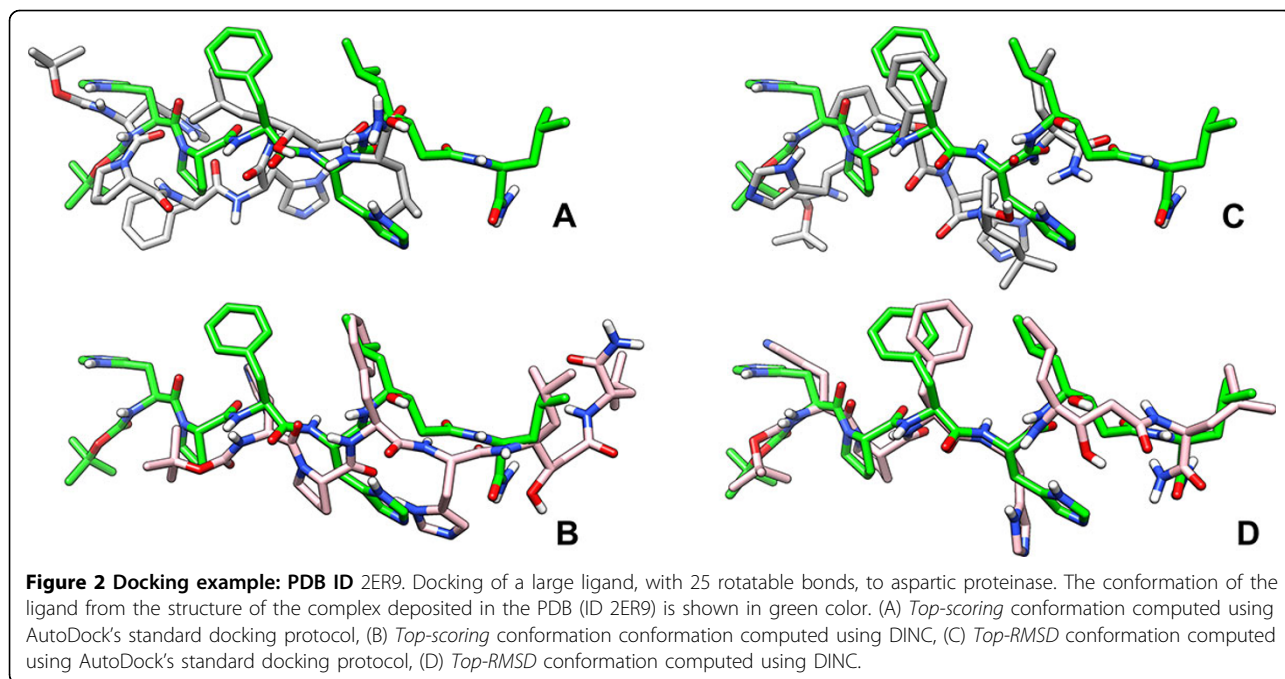 A
C
B
D
Figure 2 Docking example: PDB ID 2ER9. Docking of a large ligand, with 25 rotatable bonds, to aspartic proteinase. The conformation of the
ligand from the structure of the complex deposited in the PDB (ID 2ER9) is shown in green color. (A) Top-scoring conformation computed using
AutoDock's standard docking protocol, (B) Top-scoring conformation conformation computed using DINC, (C) Top-RMSD conformation computed
using AutoDock's standard docking protocol, (D) Top-RMSD conformation computed using DINC.